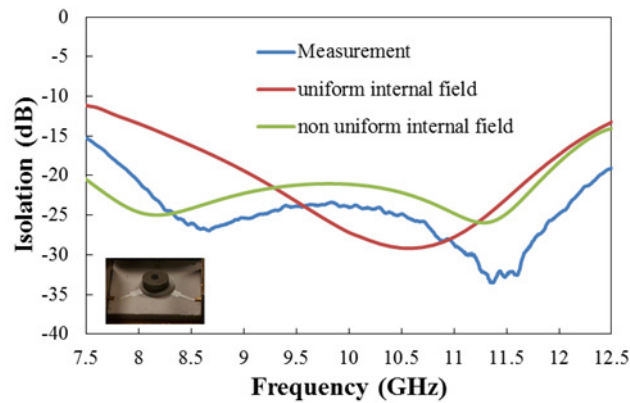 0
-5
-10
-15
-20
-25
-30
-35
-40
Isolation (dB)
Measurement
uniform internal field
non uniform internal field
7.5 8 8.5 9 9.5 10 10.5 11 11.5 12 12.5
Frequency (GHz)